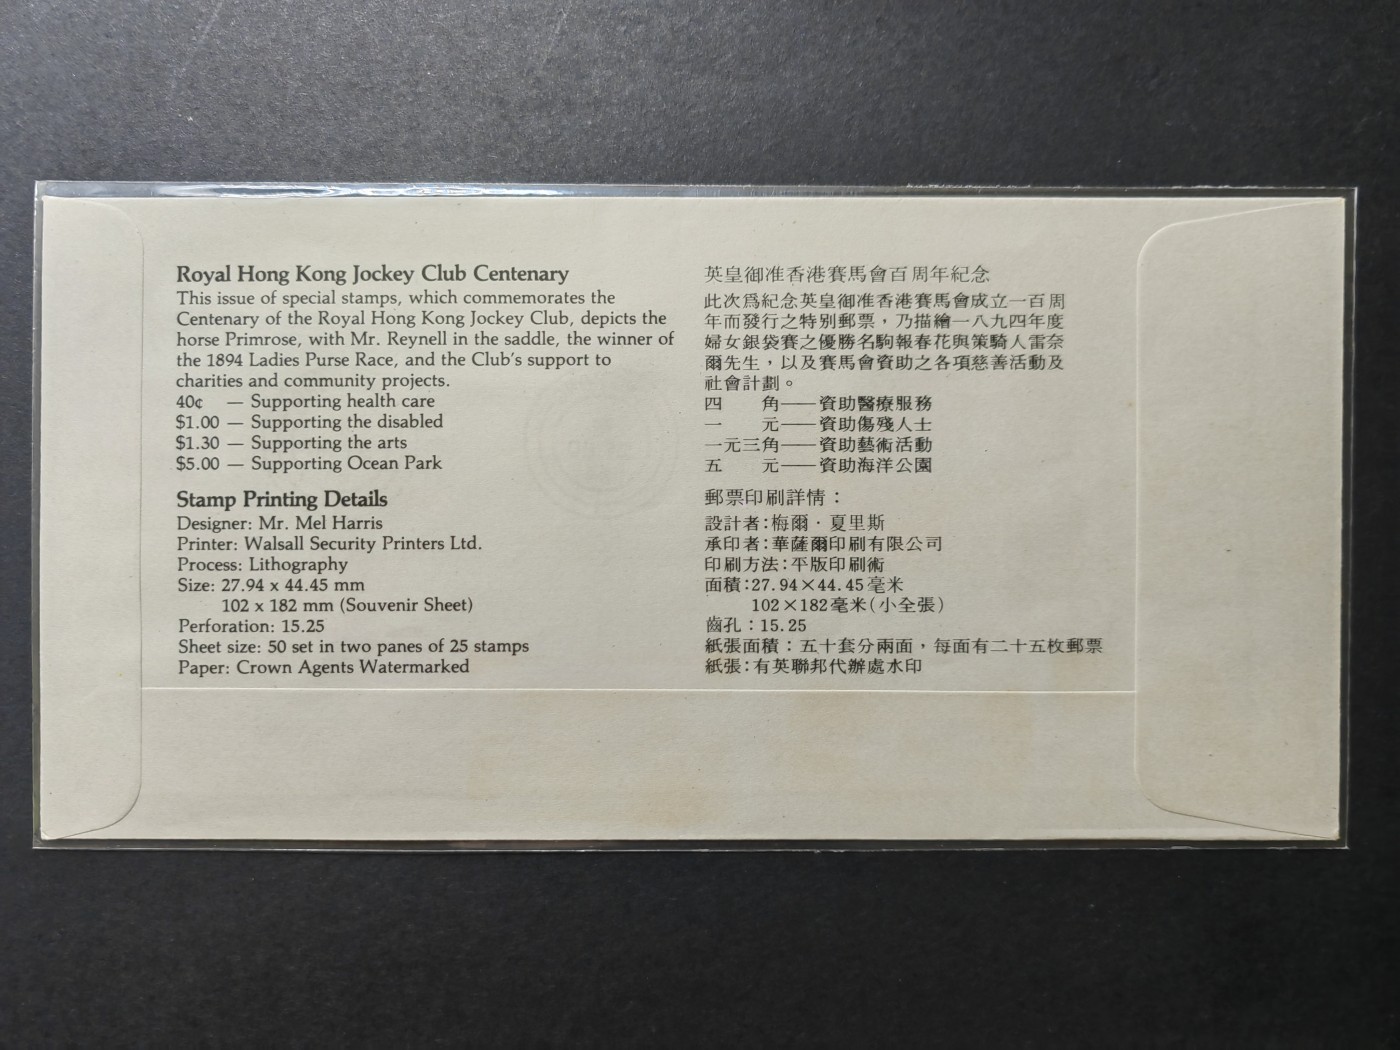 Royal Hong Kong Jockey Club Centenary
This issue of special stamps, which commemorates the
Centenary of the Royal Hong Kong Jockey Club, depicts the
horse Primrose, with Mr. Reynell in the saddle, the winner of
the 1894 Ladies Purse Race, and the Club's support to
charities and community projects.
40¢ — Supporting health care
$1.00 — Supporting the disabled
$1.30 — Supporting the arts
$5.00 — Supporting Ocean Park
Stamp Printing Details
Designer: Mr. Mel Harris
Printer: Walsall Security Printers Ltd.
Process: Lithography
Size: 27.94 x 44.45 mm
102 x 182 mm (Souvenir Sheet)
Perforation: 15.25
Sheet size: 50 set in two panes of 25 stamps
Paper: Crown Agents Watermarked
英皇御准香港賽馬會百周年紀念
此次爲紀念英皇御准香港賽馬會成立一百周
年而發行之特別郵票，乃描繪一八九四年度
婦女銀袋賽之優勝名駒報春花與策騎人雷奈
爾先生，以及賽馬會資助之各項慈善活動及
社會計劃。
四　角——資助醫療服務
一　元——資助傷殘人士
一元三角——資助藝術活動
五　元——資助海洋公園
郵票印刷詳情：
設計者：梅爾·夏里斯
承印者：華薩爾印刷有限公司
印刷方法：平版印刷術
面積：27.94×44.45毫米
102×182毫米（小全張）
齒孔：15.25
紙張面積：五十套分兩面，每面有二十五枚郵票
紙張：有英聯邦代辦處水印